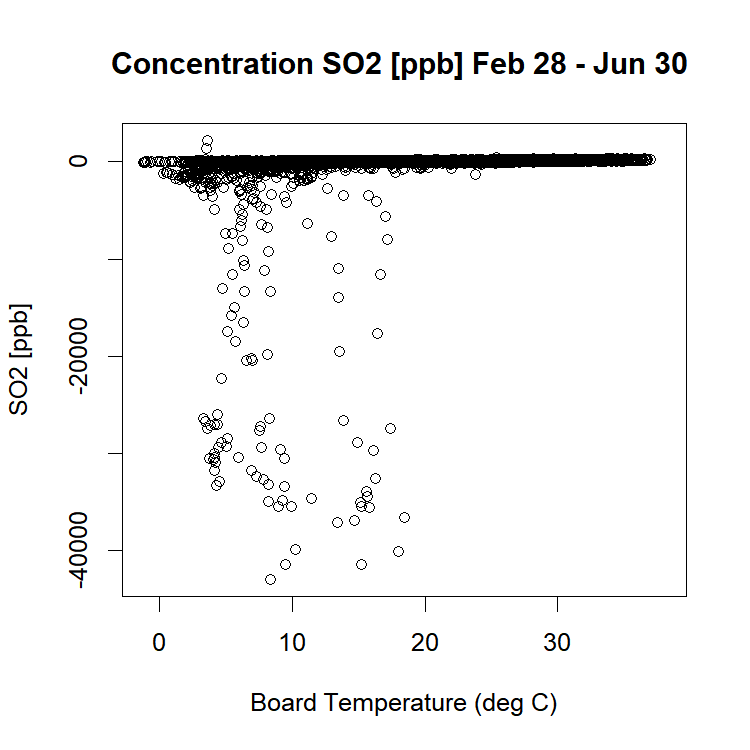 Concentration SO2 [ppb] Feb 28 - Jun 30
SO2 [ppb]
0
-20000
-40000
0 10 20 30
Board Temperature (deg C)